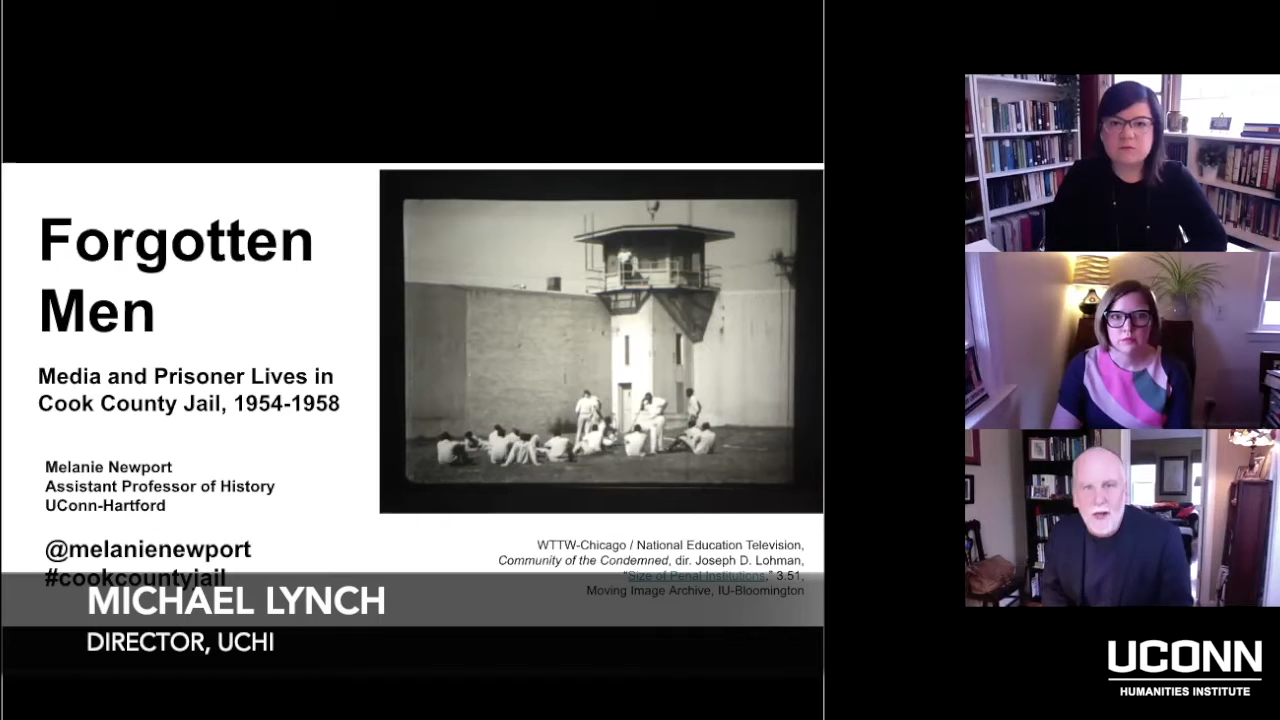 Forgotten
Men
Media and Prisoner Lives in
Cook County Jail, 1954-1958
Melanie Newport
Assistant Professor of History
UConn-Hartford
@melanienewport
#cookcountyjail
WTTW-Chicago / National Education Television,
Community of the Condemned, dir. Joseph D. Lohman,
“Size of Penal Institutions,” 3.51,
Moving Image Archive, IU-Bloomington
MICHAEL LYNCH
DIRECTOR, UCHI
UCONN
HUMANITIES INSTITUTE